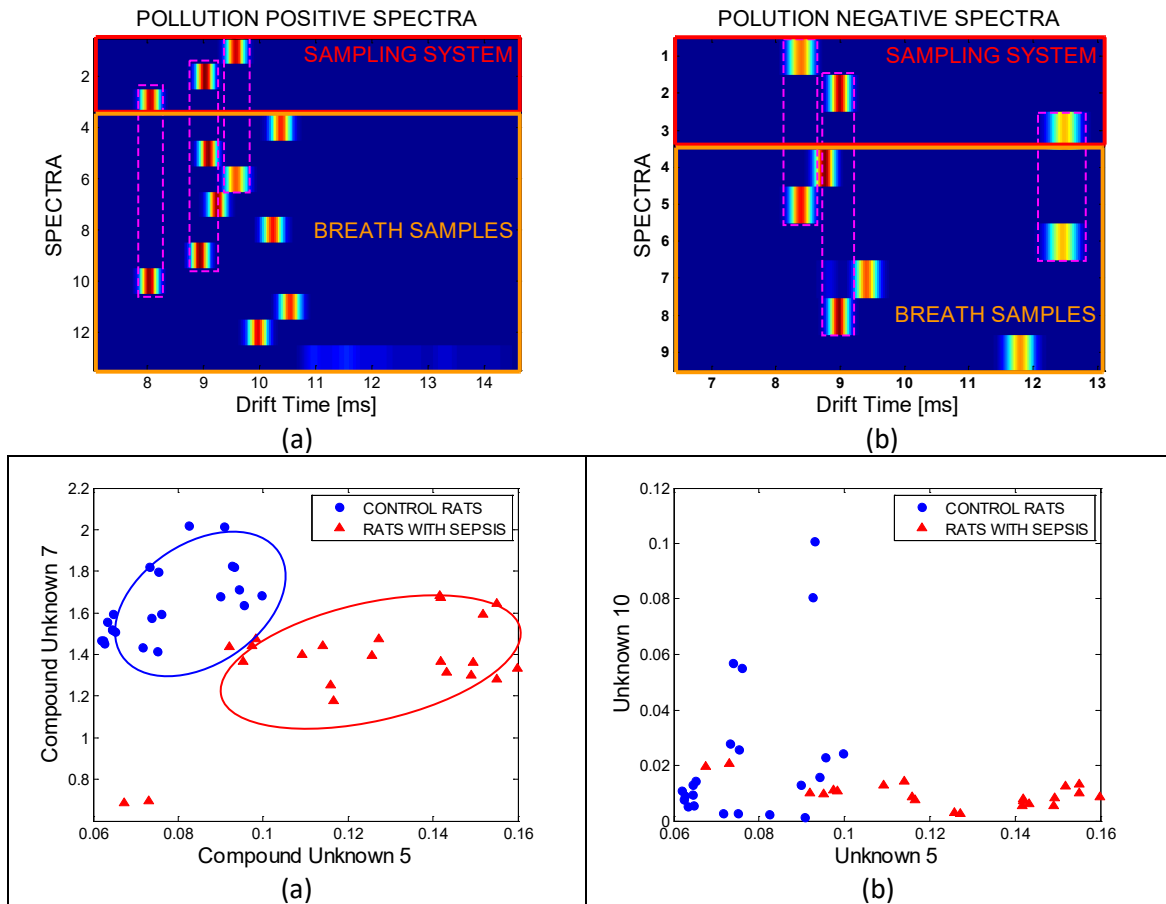 POLLUTION POSITIVE SPECTRA
SAMPLING SYSTEM
BREATH SAMPLES
SPECTRA
2
4
6
8
10
12
8 9 10 11 12 13 14
Drift Time [ms]
(a)
POLUTION NEGATIVE SPECTRA
SAMPLING SYSTEM
BREATH SAMPLES
SPECTRA
1
2
3
4
5
6
7
8
9
7 8 9 10 11 12 13
Drift Time [ms]
(b)
CONTROL RATS
RATS WITH SEPSIS
Compound Unknown 7
2.2
2
1.8
1.6
1.4
1.2
1
0.8
0.06 0.08 0.1 0.12 0.14 0.16
Compound Unknown 5
(a)
CONTROL RATS
RATS WITH SEPSIS
Unknown 10
0.12
0.1
0.08
0.06
0.04
0.02
0
0.06 0.08 0.1 0.12 0.14 0.16
Unknown 5
(b)